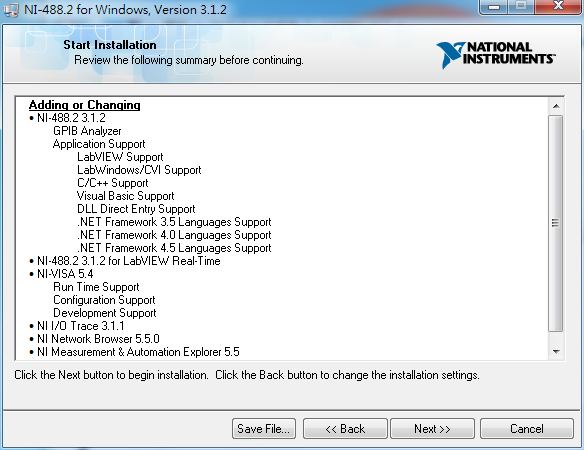 NI-488.2 for Windows, Version 3.1.2
Start Installation
Review the following summary before continuing.
NATIONAL
INSTRUMENTS™
Adding or Changing
• NI-488.2 3.1.2
GPIB Analyzer
Application Support
LabVIEW Support
LabWindows/CVI Support
C/C++ Support
Visual Basic Support
DLL Direct Entry Support
.NET Framework 3.5 Languages Support
.NET Framework 4.0 Languages Support
.NET Framework 4.5 Languages Support
• NI-488.2 3.1.2 for LabVIEW Real-Time
• NI-VISA 5.4
Run Time Support
Configuration Support
Development Support
• NI I/O Trace 3.1.1
• NI Network Browser 5.5.0
• NI Measurement & Automation Explorer 5.5
Click the Next button to begin installation. Click the Back button to change the installation settings.
Save File... << Back Next >> Cancel